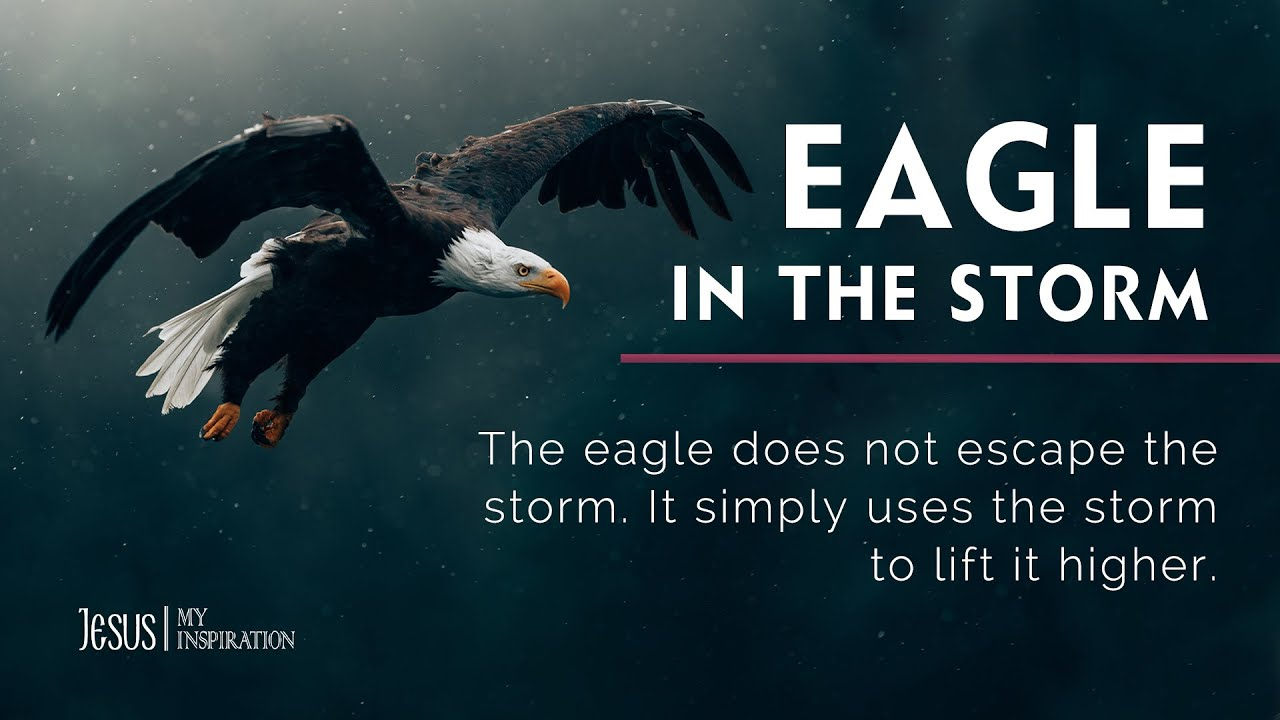 EAGLE
IN THE STORM
The eagle does not escape the
storm. It simply uses the storm
to lift it higher.
JESUS | MY
INSPIRATION